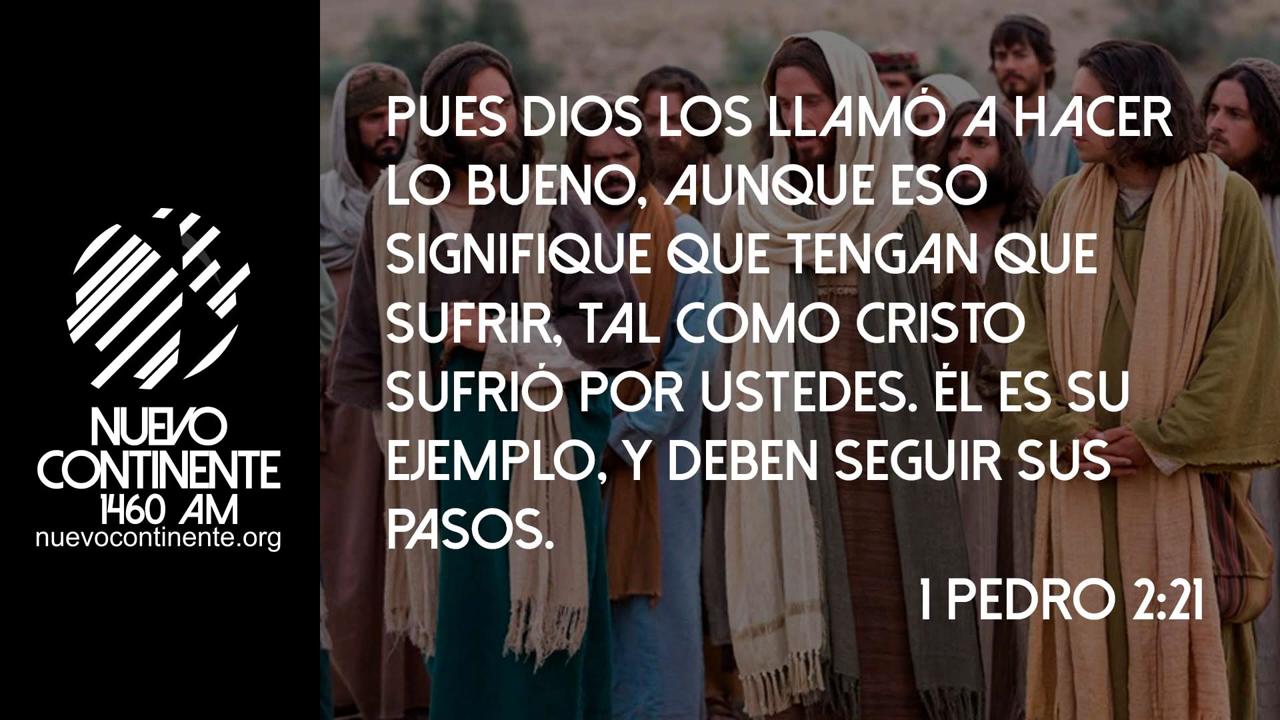 PUES DIOS LOS LLAMÓ A HACER
LO BUENO, AUNQUE ESO
SIGNIFIQUE QUE TENGAN QUE
SUFRIR, TAL COMO CRISTO
SUFRIÓ POR USTEDES. ÉL ES SU
EJEMPLO, Y DEBEN SEGUIR SUS
PASOS.
1 PEDRO 2:21
NUEVO
CONTINENTE
1460 AM
nuevocontinente.org